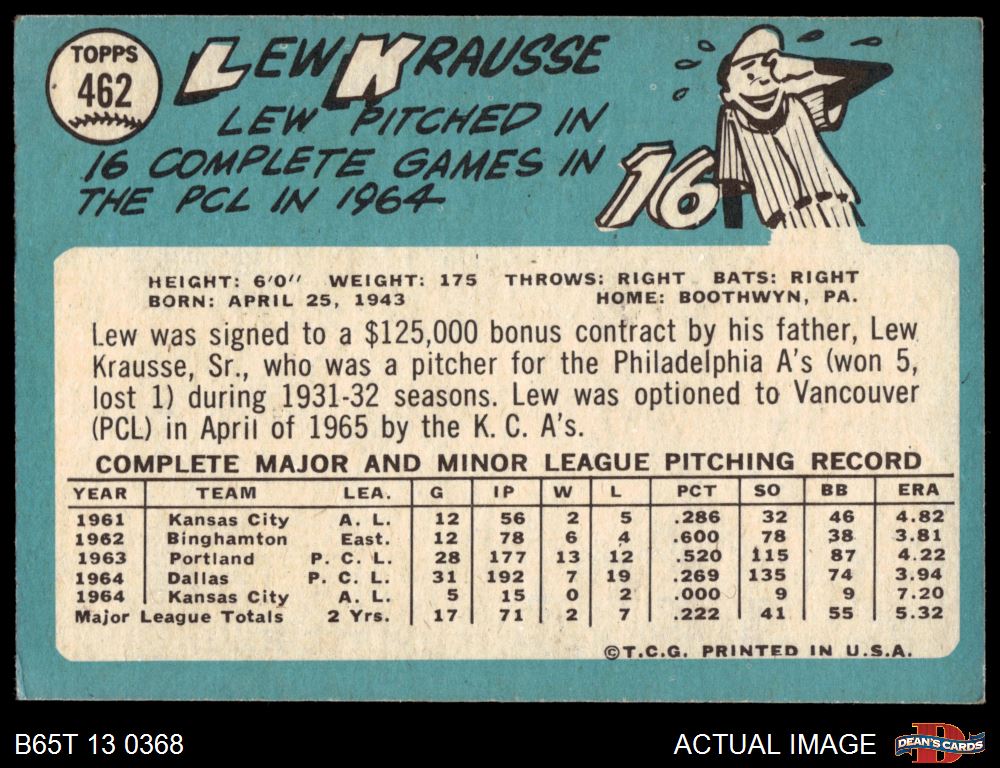 TOPPS
462
LEW KRAUSSE
LEW PITCHED IN
16 COMPLETE GAMES IN
THE PCL IN 1964
16
HEIGHT: 6'0" WEIGHT: 175 THROWS: RIGHT BATS: RIGHT
BORN: APRIL 25, 1943 HOME: BOOTHWYN, PA.
Lew was signed to a $125,000 bonus contract by his father, Lew
Krausse, Sr., who was a pitcher for the Philadelphia A's (won 5,
lost 1) during 1931-32 seasons. Lew was optioned to Vancouver
(PCL) in April of 1965 by the K. C. A's.
COMPLETE MAJOR AND MINOR LEAGUE PITCHING RECORD
YEAR TEAM LEA. G IP W L PCT SO BB ERA
1961 Kansas City A. L. 12 56 2 5 .286 32 46 4.82
1962 Binghamton East. 12 78 6 4 .600 78 38 3.81
1963 Portland P. C. L. 28 177 13 12 .520 115 87 4.22
1964 Dallas P. C. L. 31 192 7 19 .269 135 74 3.94
1964 Kansas City A. L. 5 15 0 2 .000 9 9 7.20
Major League Totals 2 Yrs. 17 71 2 7 .222 41 55 5.32
©T.C.G. PRINTED IN U.S.A.
B65T 13 0368 ACTUAL IMAGE DEAN'S CARDS